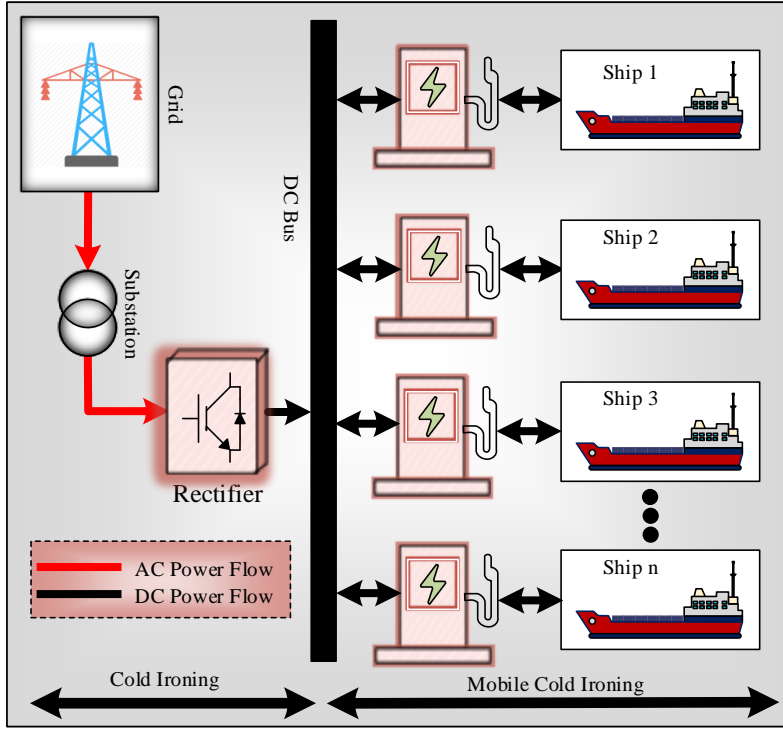 Grid
Substation
Rectifier
DC Bus
Ship 1
Ship 2
Ship 3
Ship n
AC Power Flow
DC Power Flow
Cold Ironing
Mobile Cold Ironing